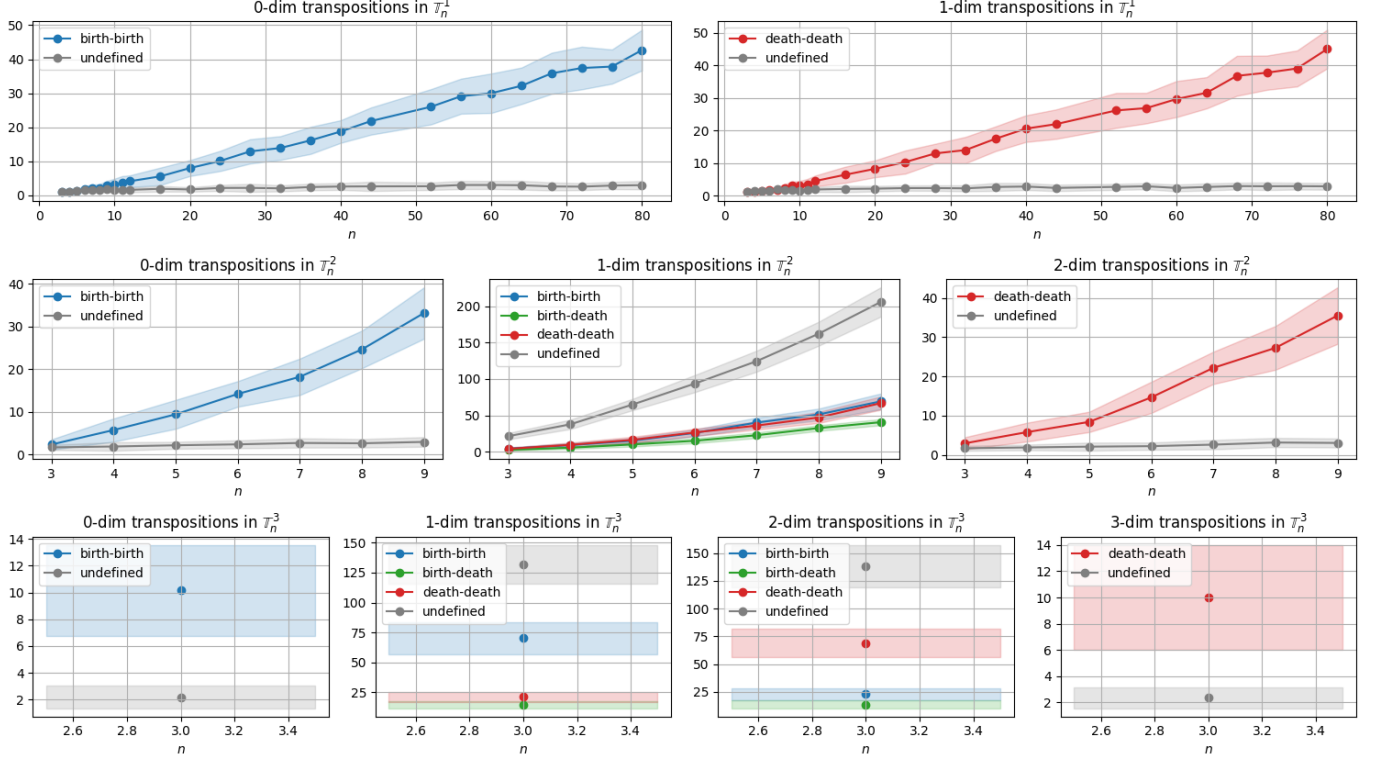 0-dim transpositions in 𝕋ₙ¹
birth-birth
undefined
50
40
30
20
10
0
0 10 20 30 40 50 60 70 80
n
1-dim transpositions in 𝕋ₙ¹
death-death
undefined
50
40
30
20
10
0
0 10 20 30 40 50 60 70 80
n
0-dim transpositions in 𝕋ₙ²
birth-birth
undefined
40
30
20
10
0
3 4 5 6 7 8 9
n
1-dim transpositions in 𝕋ₙ²
birth-birth
birth-death
death-death
undefined
200
150
100
50
0
3 4 5 6 7 8 9
n
2-dim transpositions in 𝕋ₙ²
death-death
undefined
40
30
20
10
0
3 4 5 6 7 8 9
n
0-dim transpositions in 𝕋ₙ³
birth-birth
undefined
14
12
10
8
6
4
2
2.6 2.8 3.0 3.2 3.4
n
1-dim transpositions in 𝕋ₙ³
birth-birth
birth-death
death-death
undefined
150
125
100
75
50
25
2.6 2.8 3.0 3.2 3.4
n
2-dim transpositions in 𝕋ₙ³
birth-birth
birth-death
death-death
undefined
150
125
100
75
50
25
2.6 2.8 3.0 3.2 3.4
n
3-dim transpositions in 𝕋ₙ³
death-death
undefined
14
12
10
8
6
4
2
2.6 2.8 3.0 3.2 3.4
n